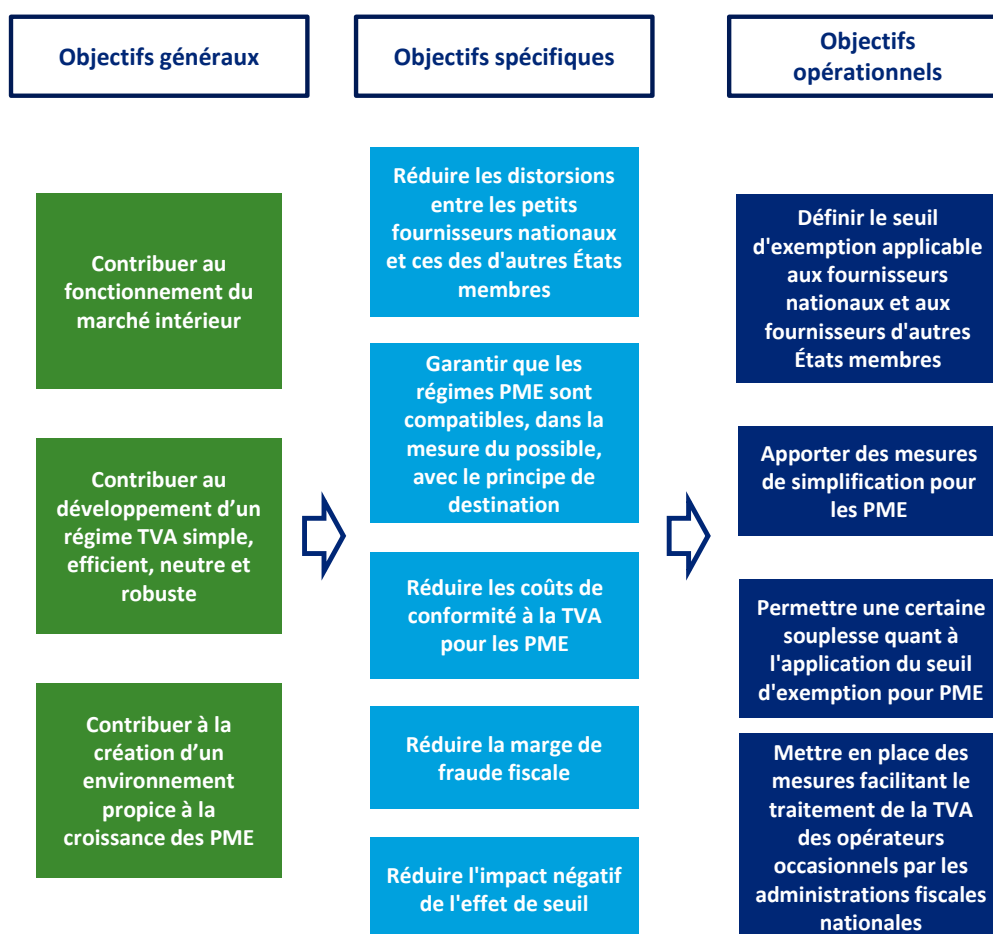 Objectifs généraux
Objectifs spécifiques
Objectifs
opérationnels
Contribuer au
fonctionnement du
marché intérieur
Contribuer au
développement d’un
régime TVA simple,
efficient, neutre et
robuste
Contribuer à la
création d’un
environnement
propice à la
croissance des PME
Réduire les distorsions
entre les petits
fournisseurs nationaux
et ces des d'autres États
membres
Garantir que les
régimes PME sont
compatibles, dans la
mesure du possible,
avec le principe de
destination
Réduire les coûts de
conformité à la TVA
pour les PME
Réduire la marge de
fraude fiscale
Réduire l'impact négatif
de l'effet de seuil
Définir le seuil
d'exemption applicable
aux fournisseurs
nationaux et aux
fournisseurs d'autres
États membres
Apporter des mesures
de simplification pour
les PME
Permettre une certaine
souplesse quant à
l'application du seuil
d'exemption pour PME
Mettre en place des
mesures facilitant le
traitement de la TVA
des opérateurs
occasionnels par les
administrations fiscales
nationales